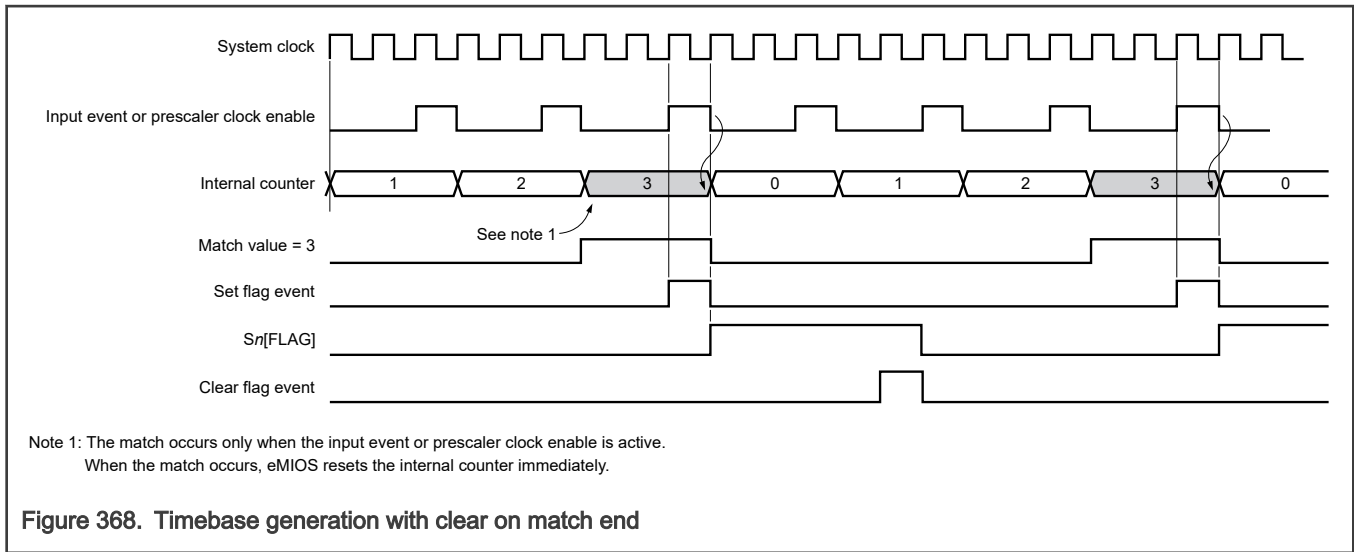 System clock
Input event or prescaler clock enable
Internal counter
1 2 3 0 1 2 3 0
See note 1
Match value = 3
Set flag event
Sn[FLAG]
Clear flag event
Note 1: The match occurs only when the input event or prescaler clock enable is active.
When the match occurs, eMIOS resets the internal counter immediately.
Figure 368. Timebase generation with clear on match end